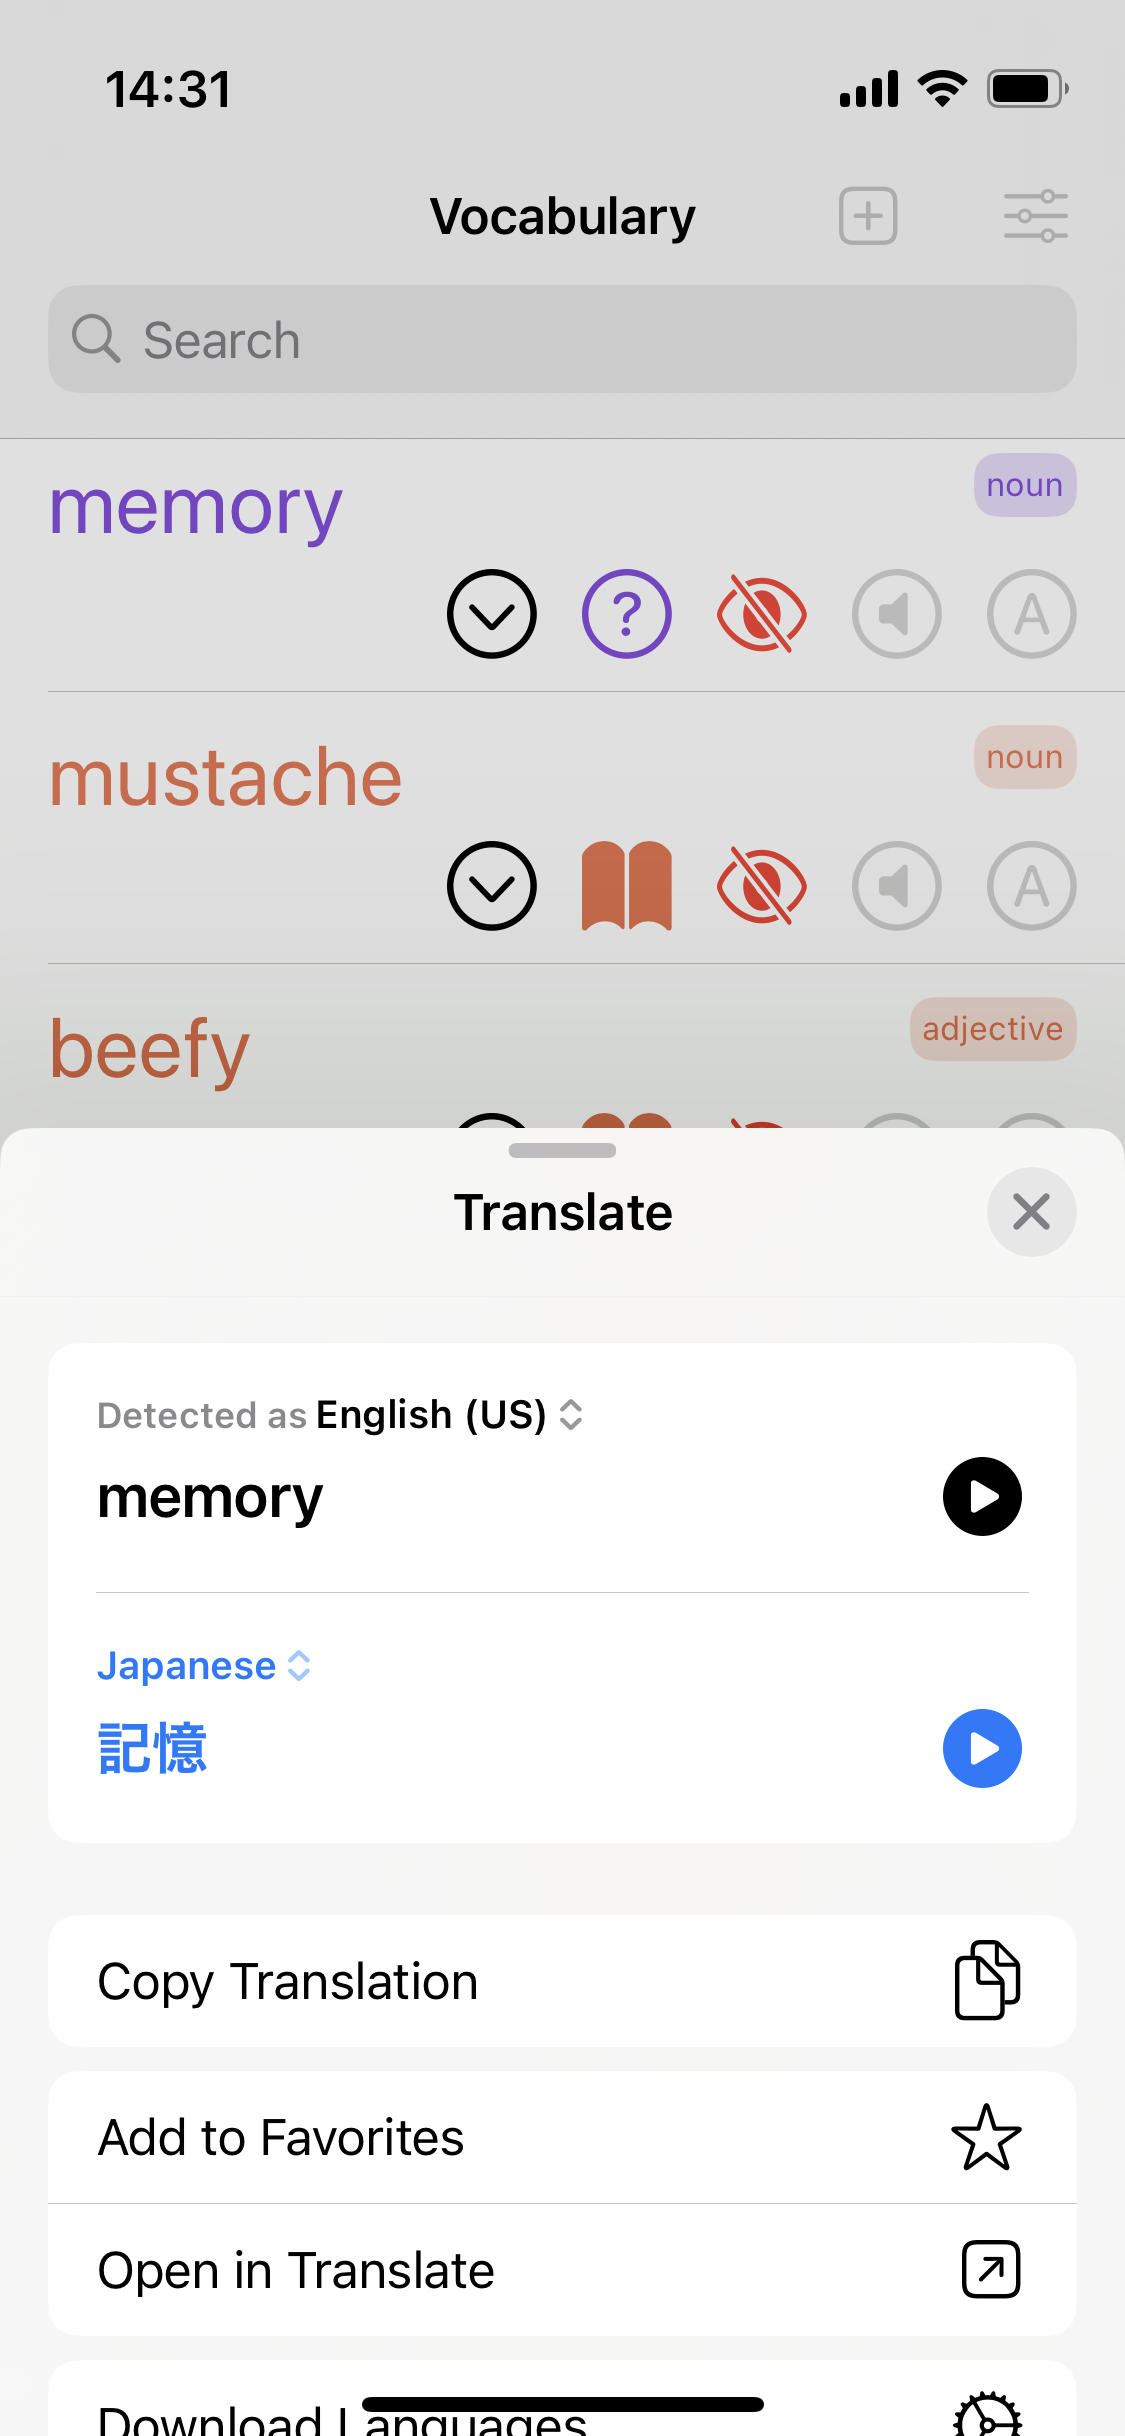 14:31
Vocabulary
Search
memory
noun
?
A
mustache
noun
A
beefy
adjective
Translate
Detected as English (US)
memory
Japanese
記憶
Copy Translation
Add to Favorites
Open in Translate
Download Languages